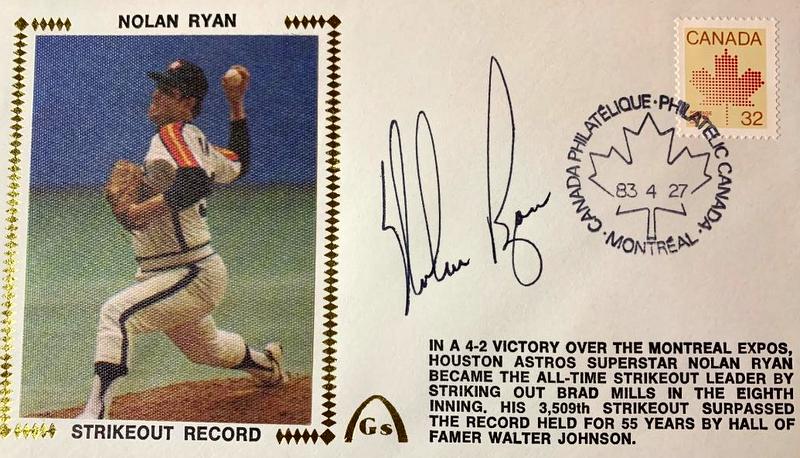 NOLAN RYAN
STRIKEOUT RECORD
Nolan Ryan
CANADA
32
CANADA PHILATÉLIQUE · PHILATELIC CANADA ·
83 4 27
· MONTRÉAL ·
Gs
IN A 4-2 VICTORY OVER THE MONTREAL EXPOS,
HOUSTON ASTROS SUPERSTAR NOLAN RYAN
BECAME THE ALL-TIME STRIKEOUT LEADER BY
STRIKING OUT BRAD MILLS IN THE EIGHTH
INNING. HIS 3,509th STRIKEOUT SURPASSED
THE RECORD HELD FOR 55 YEARS BY HALL OF
FAMER WALTER JOHNSON.